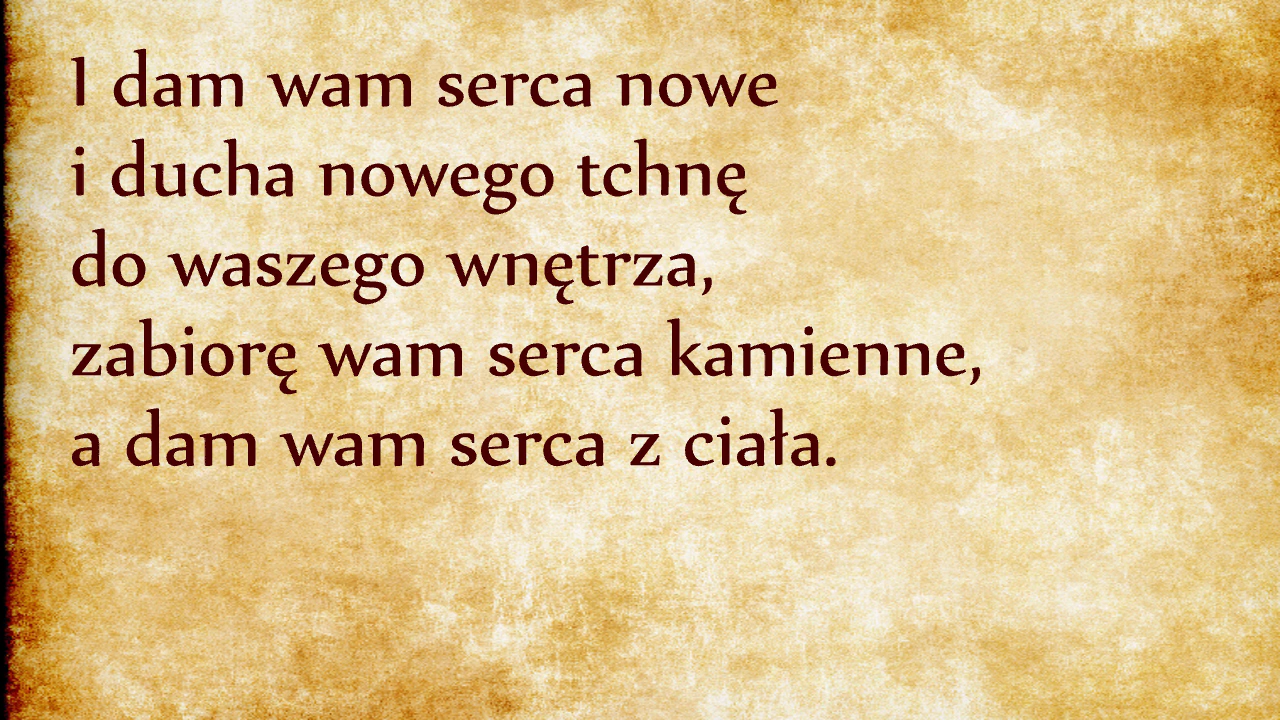 I dam wam serca nowe
i ducha nowego tchnę
do waszego wnętrza,
zabiorę wam serca kamienne,
a dam wam serca z ciała.